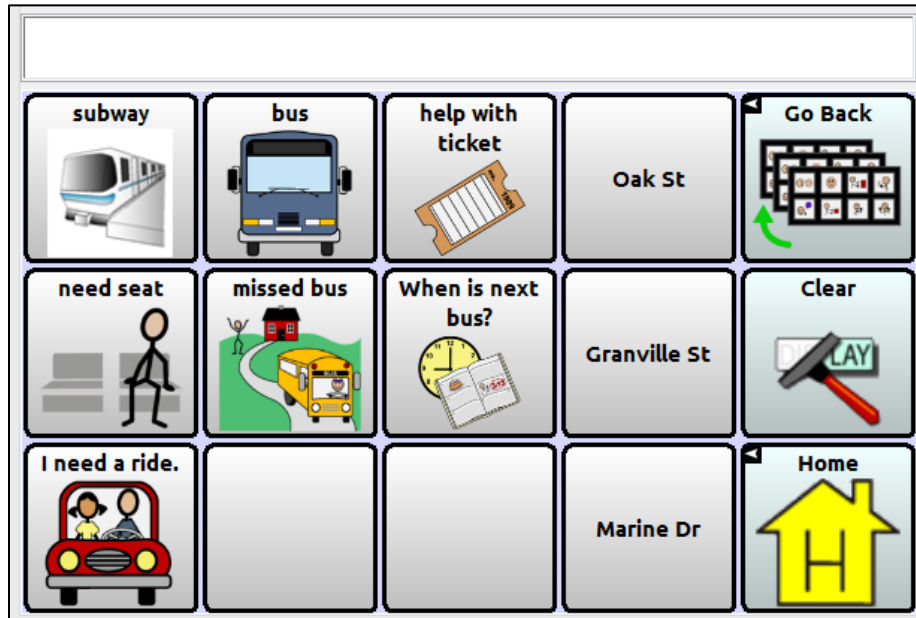 subway
bus
help with
ticket
Oak St
Go Back
need seat
missed bus
When is next
bus?
Granville St
Clear
DISPLAY
I need a ride.
Marine Dr
Home
H